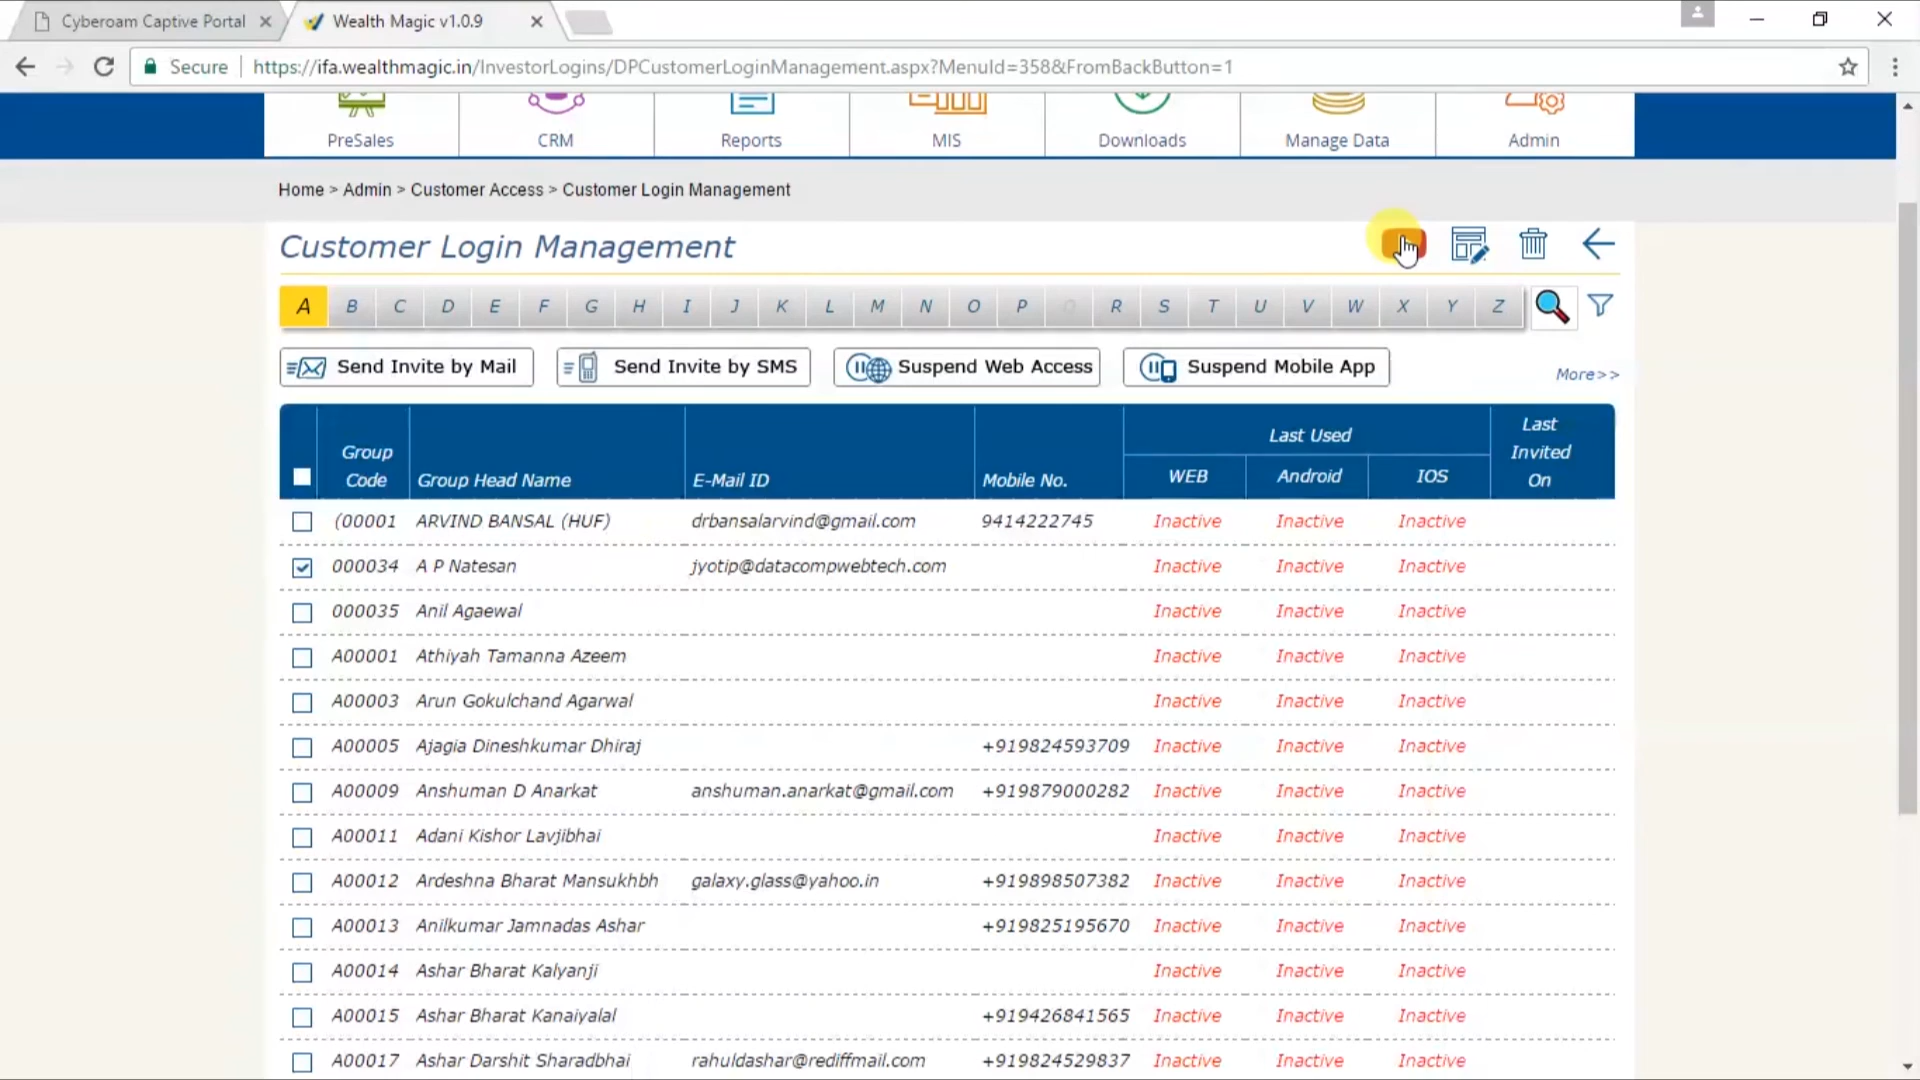 Cyberoam Captive Portal
Wealth Magic v1.0.9
Secure https://ifa.wealthmagic.in/InvestorLogins/DPCustomerLoginManagement.aspx?MenuId=358&FromBackButton=1
PreSales CRM Reports MIS Downloads Manage Data Admin
Home > Admin > Customer Access > Customer Login Management
Customer Login Management
A B C D E F G H I J K L M N O P Q R S T U V W X Y Z
Send Invite by Mail Send Invite by SMS Suspend Web Access Suspend Mobile App More>>
Group Code Group Head Name E-Mail ID Mobile No. Last Used WEB Android IOS Last Invited On
(00001 ARVIND BANSAL (HUF) drbansalarvind@gmail.com 9414222745 Inactive Inactive Inactive
000034 A P Natesan jyotip@datacompwebtech.com Inactive Inactive Inactive
000035 Anil Agaewal Inactive Inactive Inactive
A00001 Athiyah Tamanna Azeem Inactive Inactive Inactive
A00003 Arun Gokulchand Agarwal Inactive Inactive Inactive
A00005 Ajagia Dineshkumar Dhiraj +919824593709 Inactive Inactive Inactive
A00009 Anshuman D Anarkat anshuman.anarkat@gmail.com +919879000282 Inactive Inactive Inactive
A00011 Adani Kishor Lavjibhai Inactive Inactive Inactive
A00012 Ardeshna Bharat Mansukhbh galaxy.glass@yahoo.in +919898507382 Inactive Inactive Inactive
A00013 Anilkumar Jamnadas Ashar +919825195670 Inactive Inactive Inactive
A00014 Ashar Bharat Kalyanji Inactive Inactive Inactive
A00015 Ashar Bharat Kanaiyalal +919426841565 Inactive Inactive Inactive
A00017 Ashar Darshit Sharadbhai rahuldashar@rediffmail.com +919824529837 Inactive Inactive Inactive